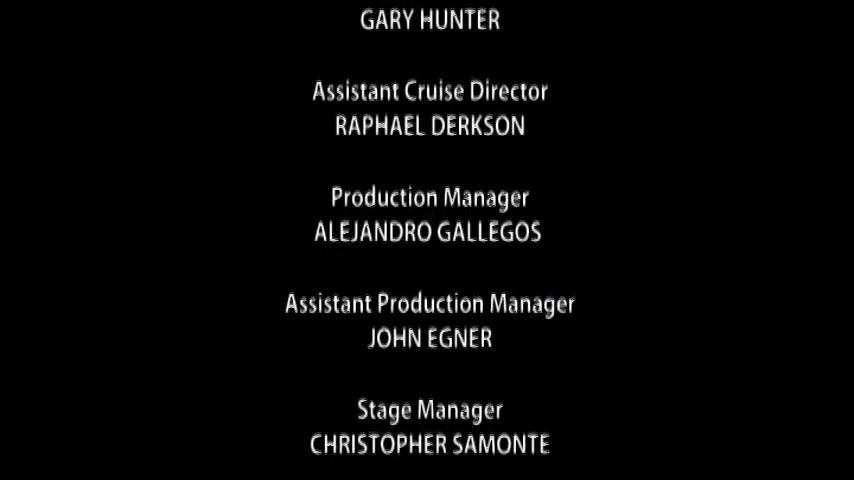 GARY HUNTER
Assistant Cruise Director
RAPHAEL DERKSON
Production Manager
ALEJANDRO GALLEGOS
Assistant Production Manager
JOHN EGNER
Stage Manager
CHRISTOPHER SAMONTE